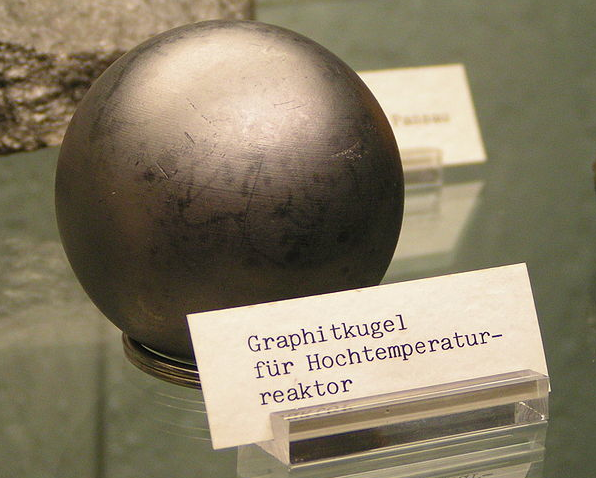 Graphitkugel
für Hochtemperatur-
reaktor